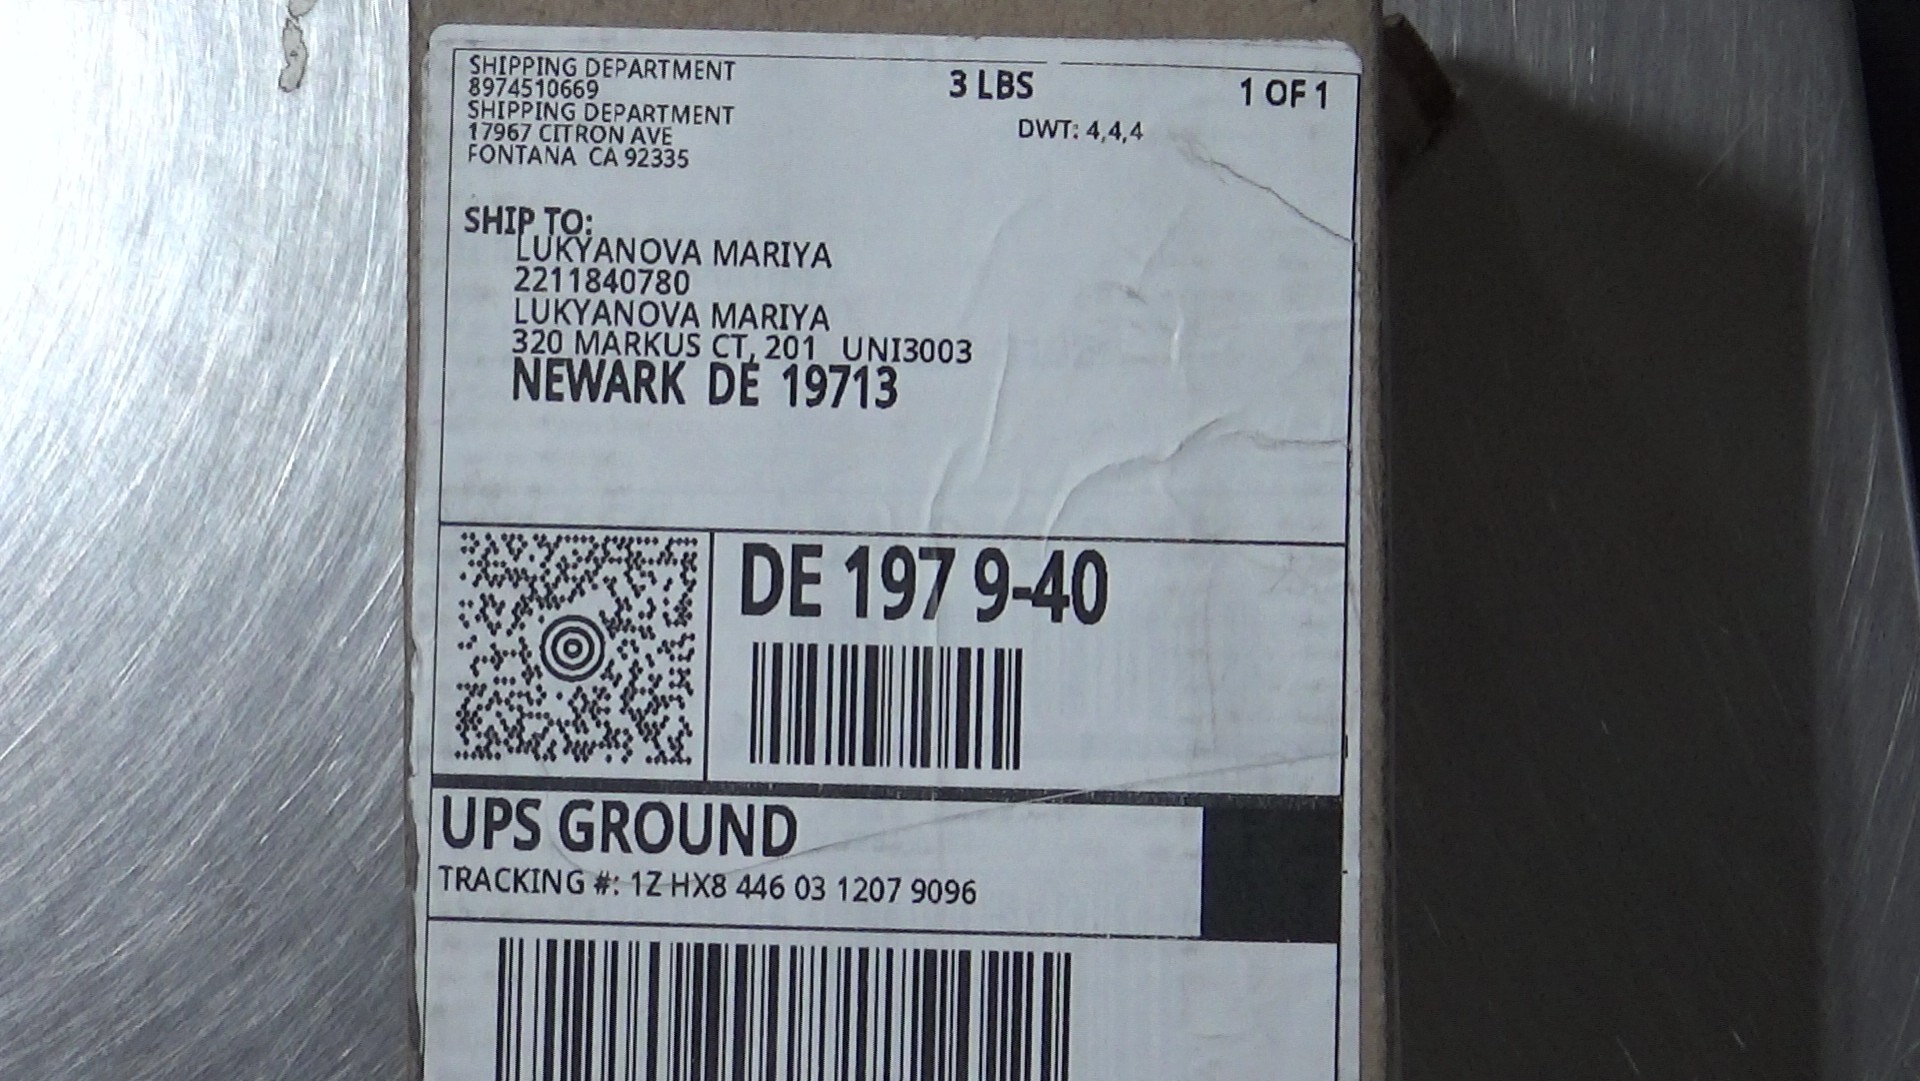 SHIPPING DEPARTMENT
8974510669
SHIPPING DEPARTMENT
17967 CITRON AVE
FONTANA CA 92335
3 LBS
1 OF 1
DWT: 4,4,4
SHIP TO:
LUKYANOVA MARIYA
2211840780
LUKYANOVA MARIYA
320 MARKUS CT, 201 UNI3003
NEWARK DE 19713
DE 197 9-40
UPS GROUND
TRACKING #: 1Z HX8 446 03 1207 9096